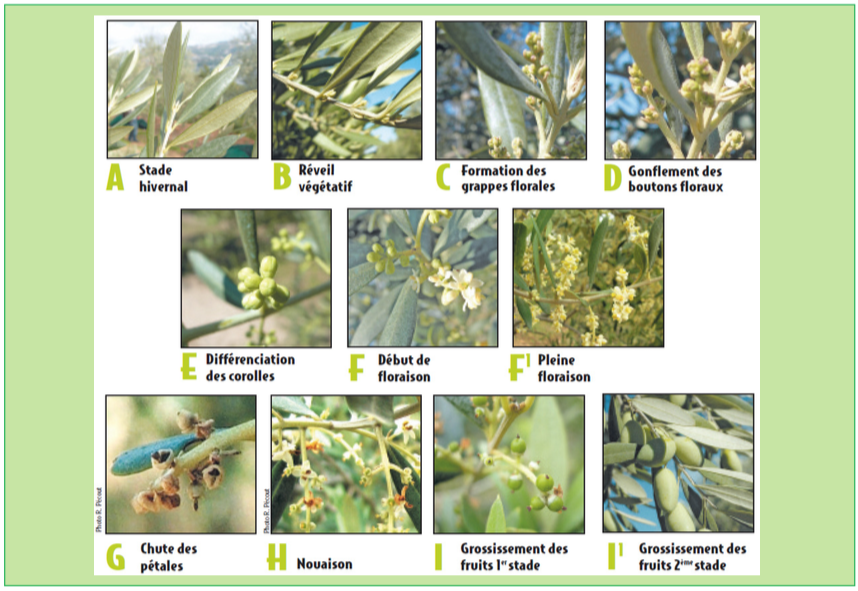 A Stade hivernal
B Réveil végétatif
C Formation des grappes florales
D Gonflement des boutons floraux
E Différenciation des corolles
F Début de floraison
F¹ Pleine floraison
Photo R. Pécout
G Chute des pétales
Photo R. Pécout
H Nouaison
I Grossissement des fruits 1er stade
I¹ Grossissement des fruits 2ème stade